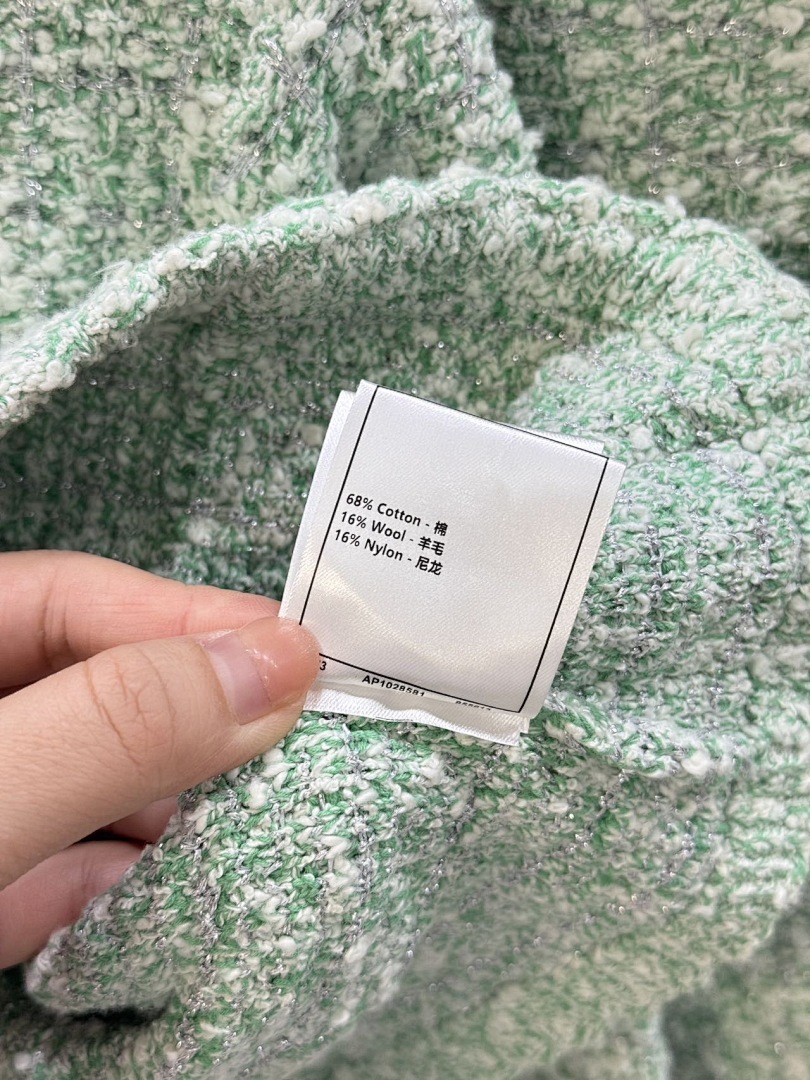 68% Cotton - 棉
16% Wool - 羊毛
16% Nylon - 尼龙
AP1028581